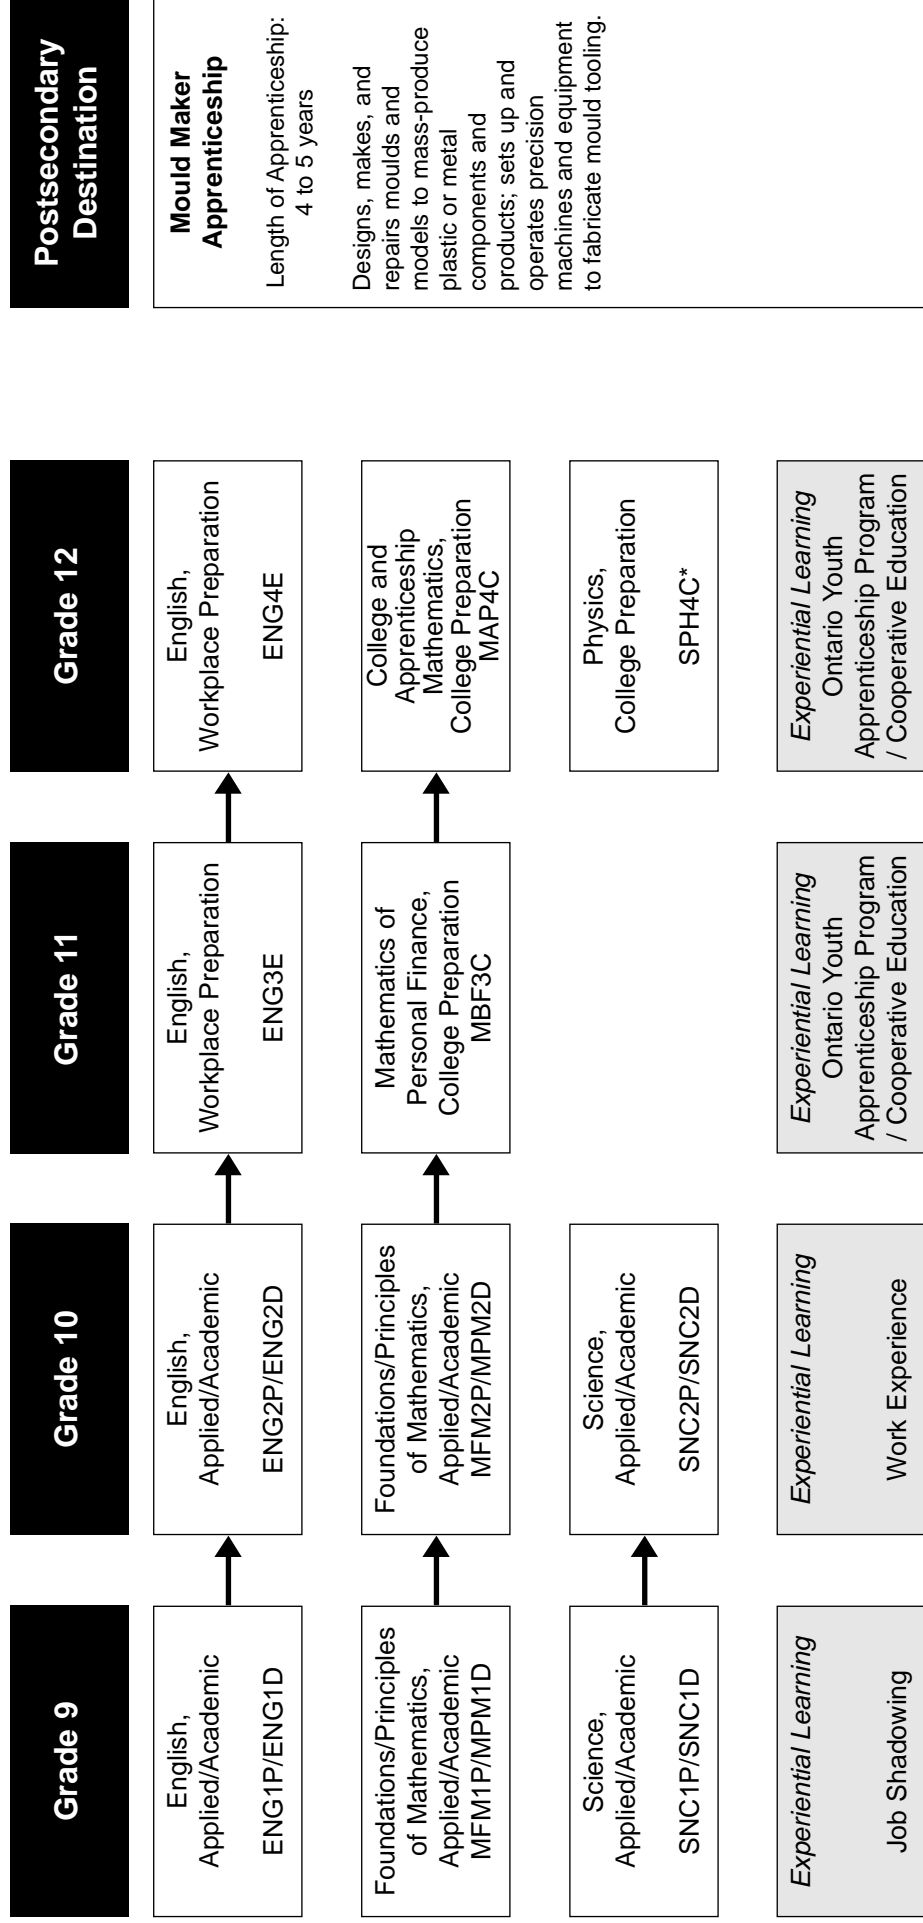 Grade 9
Grade 10
Grade 11
Grade 12
Postsecondary
Destination
English,
Applied/Academic
ENG1P/ENG1D
English,
Applied/Academic
ENG2P/ENG2D
English,
Workplace Preparation
ENG3E
English,
Workplace Preparation
ENG4E
Mould Maker
Apprenticeship
Length of Apprenticeship:
4 to 5 years
Designs, makes, and
repairs moulds and
models to mass-produce
plastic or metal
components and
products; sets up and
operates precision
machines and equipment
to fabricate mould tooling.
Foundations/Principles
of Mathematics,
Applied/Academic
MFM1P/MPM1D
Foundations/Principles
of Mathematics,
Applied/Academic
MFM2P/MPM2D
Mathematics of
Personal Finance,
College Preparation
MBF3C
College and
Apprenticeship
Mathematics,
College Preparation
MAP4C
Science,
Applied/Academic
SNC1P/SNC1D
Science,
Applied/Academic
SNC2P/SNC2D
Physics,
College Preparation
SPH4C*
Experiential Learning
Job Shadowing
Experiential Learning
Work Experience
Experiential Learning
Ontario Youth
Apprenticeship Program
/ Cooperative Education
Experiential Learning
Ontario Youth
Apprenticeship Program
/ Cooperative Education